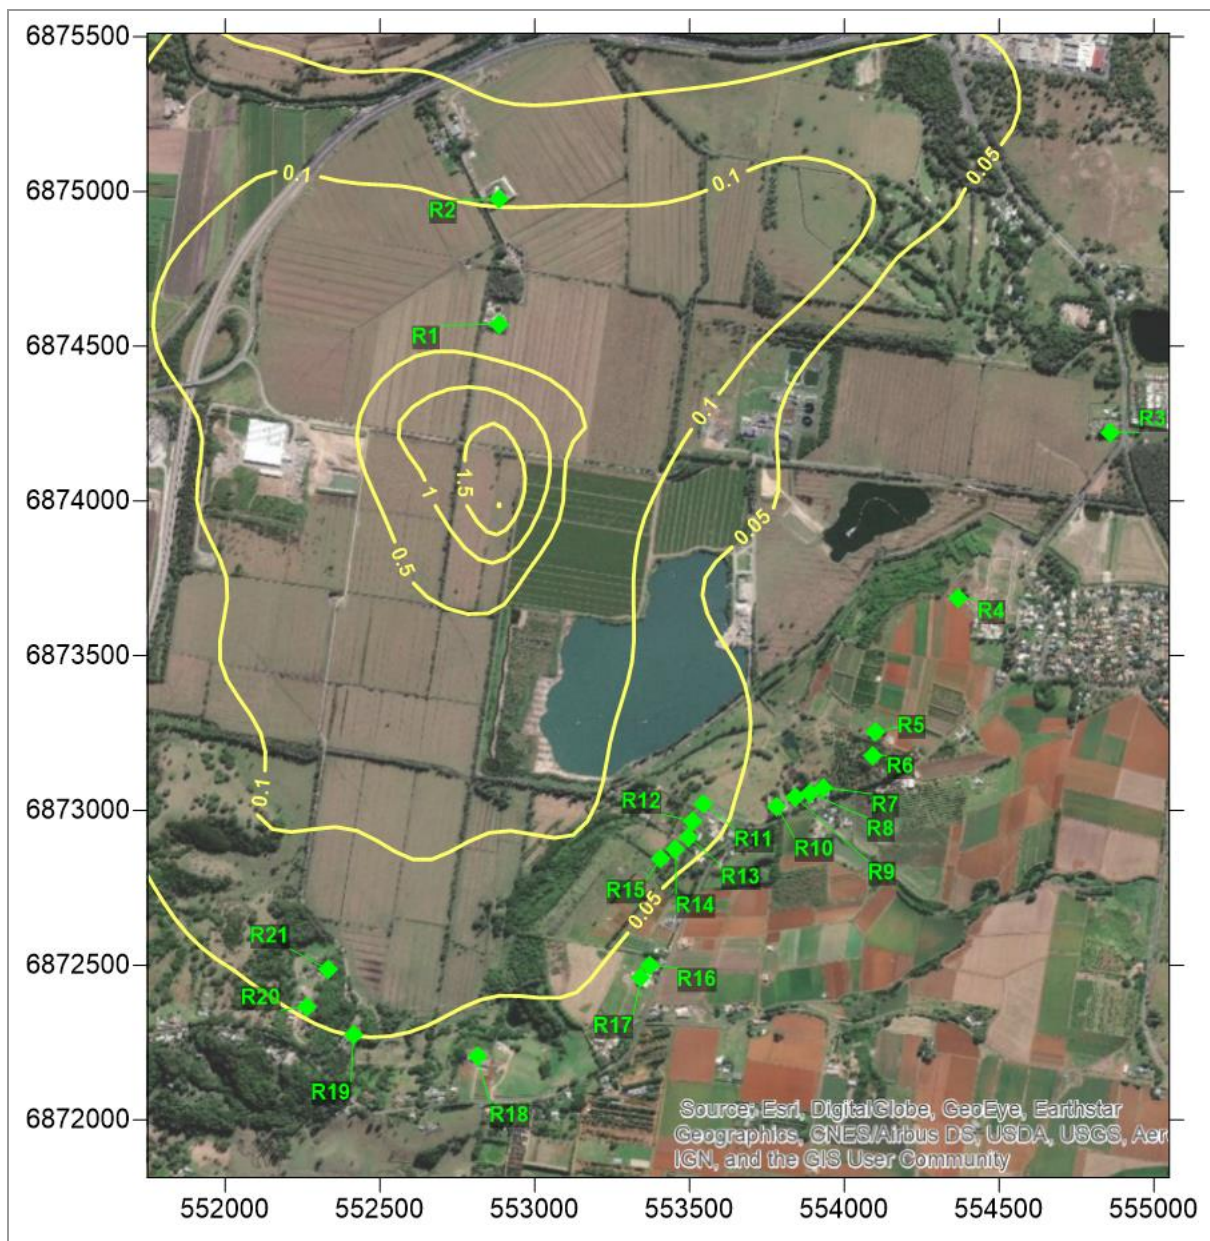 6875500
0.05
0.1
0.1
6875000
R2
R1
6874500
0.1
R3
1.5
1
6874000
0.05
0.5
R4
6873500
R5
R6
0.1
6873000
R12
R7
R8
R11
R10
R9
R13
R15
R14
0.05
R21
6872500
R16
R20
R17
R19
R18
6872000
Source: Esri, DigitalGlobe, GeoEye, Earthstar
Geographics, CNES/Airbus DS, USDA, USGS, Aer
IGN, and the GIS User Community
552000 552500 553000 553500 554000 554500 555000